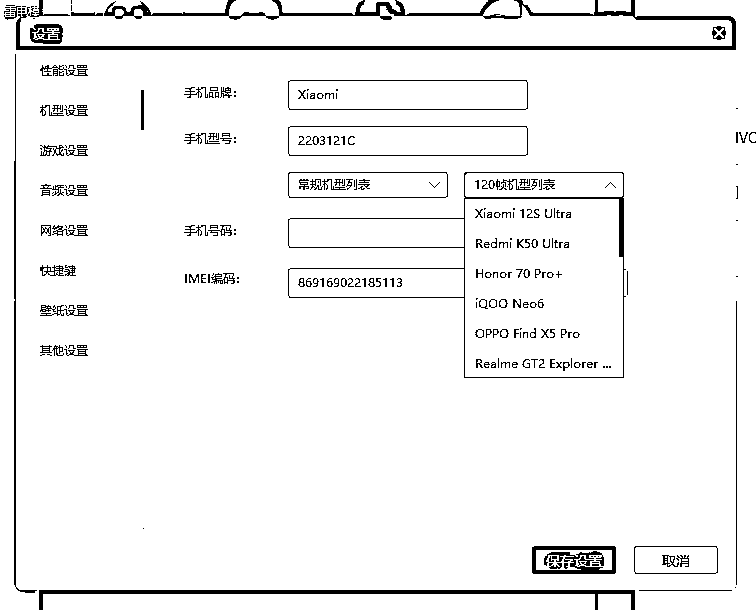 设置
性能设置
机型设置
游戏设置
音频设置
网络设置
快捷键
壁纸设置
其他设置
手机品牌:
Xiaomi
手机型号:
2203121C
常规机型列表
120帧机型列表
Xiaomi 12S Ultra
Redmi K50 Ultra
Honor 70 Pro+
iQOO Neo6
OPPO Find X5 Pro
Realme GT2 Explorer ...
手机号码:
IMEI编码:
869169022185113
保存设置
取消